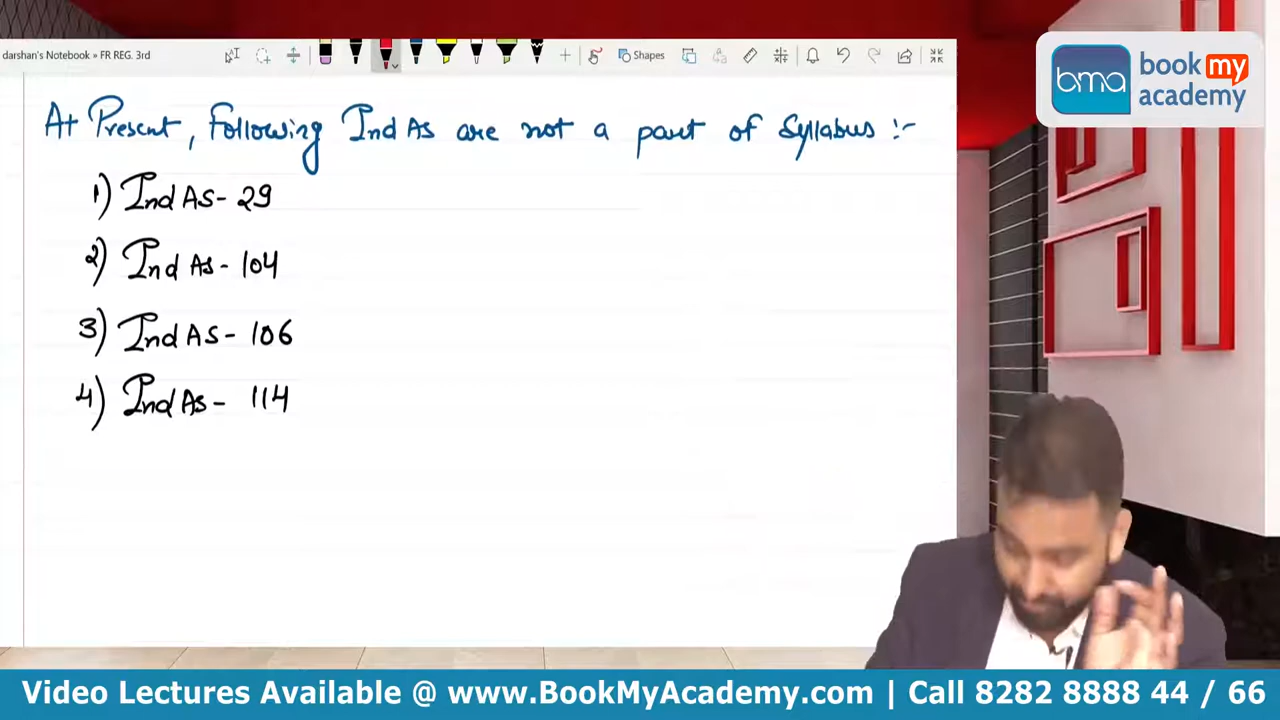 darshan's Notebook » FR REG. 3rd
Shapes
bma book my academy
At Present, Following Ind As are not a part of Syllabus :-
1) Ind AS- 29
2) Ind As- 104
3) Ind AS- 106
4) Ind As- 114
Video Lectures Available @ www.BookMyAcademy.com | Call 8282 8888 44 / 66